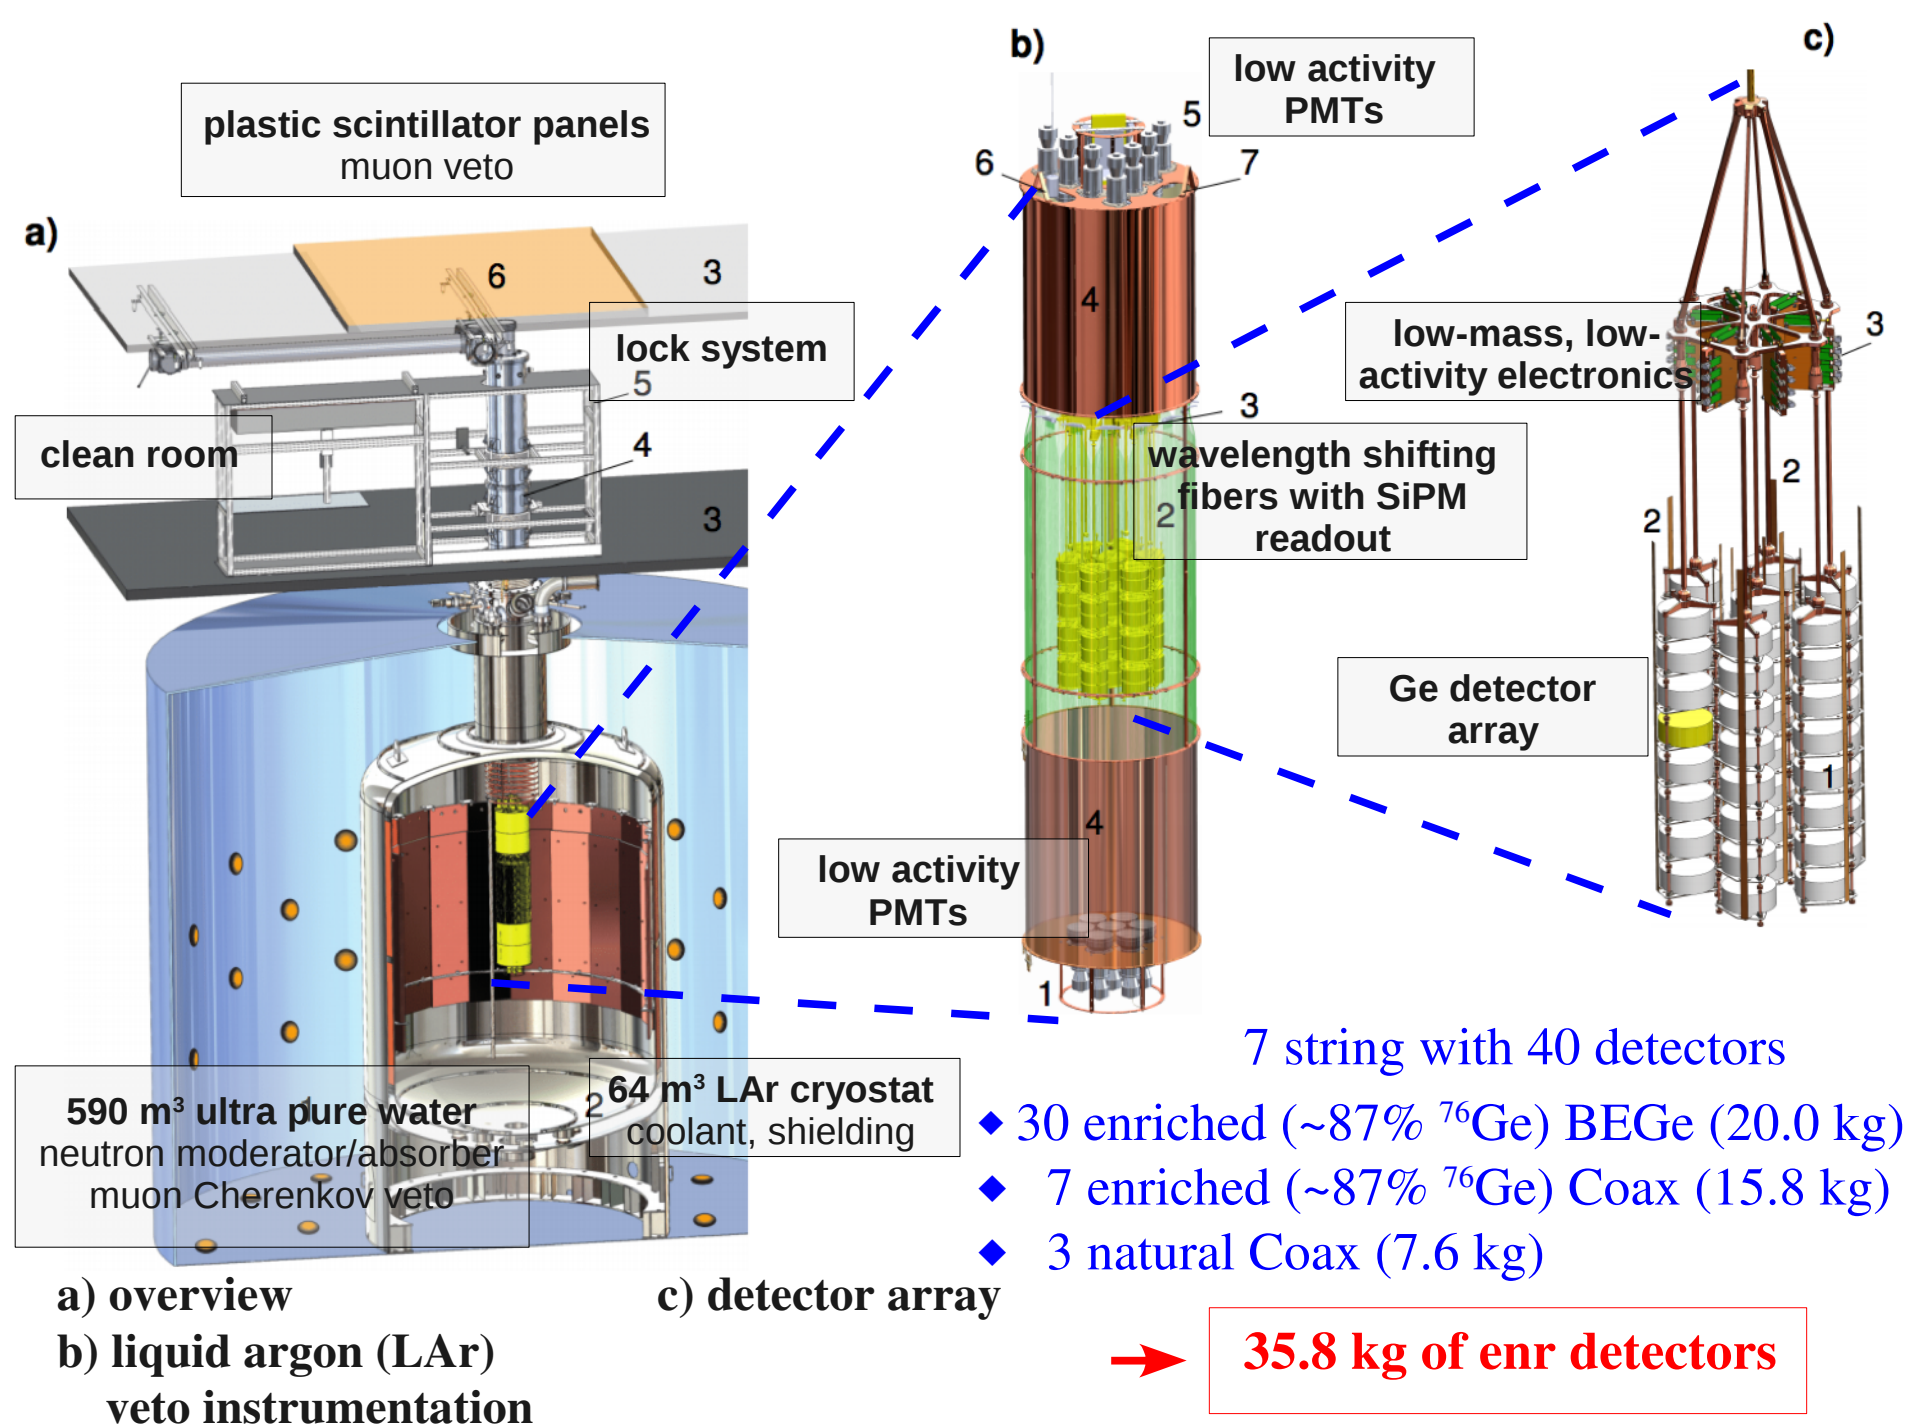 a)
plastic scintillator panels
muon veto
6
3
lock system
5
clean room
4
3
590 m³ ultra pure water
neutron moderator/absorber
muon Cherenkov veto
2
64 m³ LAr cryostat
coolant, shielding
b)
low activity
PMTs
5
6
7
4
3
wavelength shifting
fibers with SiPM
readout
2
4
low activity
PMTs
1
c)
low-mass, low-
activity electronics
3
2
2
Ge detector
array
1
7 string with 40 detectors
◆ 30 enriched (~87% ⁷⁶Ge) BEGe (20.0 kg)
◆ 7 enriched (~87% ⁷⁶Ge) Coax (15.8 kg)
◆ 3 natural Coax (7.6 kg)
35.8 kg of enr detectors
a) overview
b) liquid argon (LAr)
veto instrumentation
c) detector array